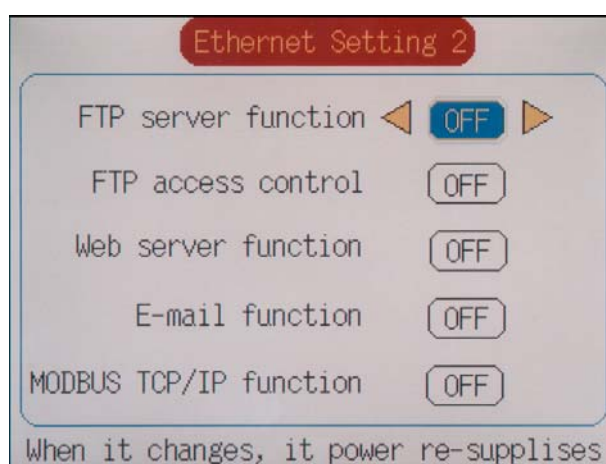 Ethernet Setting 2
FTP server function OFF
FTP access control OFF
Web server function OFF
E-mail function OFF
MODBUS TCP/IP function OFF
When it changes, it power re-supplises